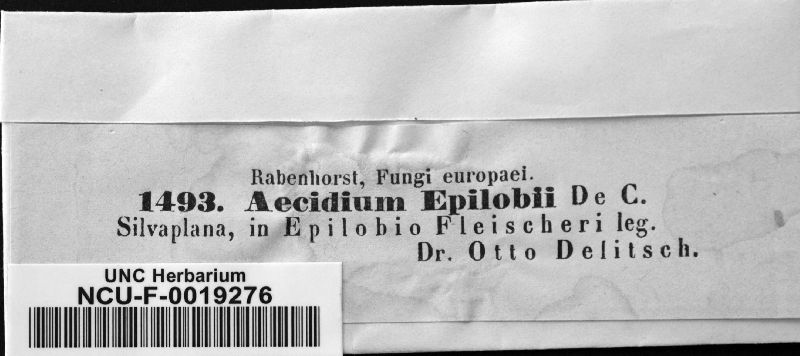 Rabenhorst, Fungi europaei.
1493. Aecidium Epilobii De C.
Silvaplana, in Epilobio Fleischeri leg.
Dr. Otto Delitsch.
UNC Herbarium
NCU-F-0019276